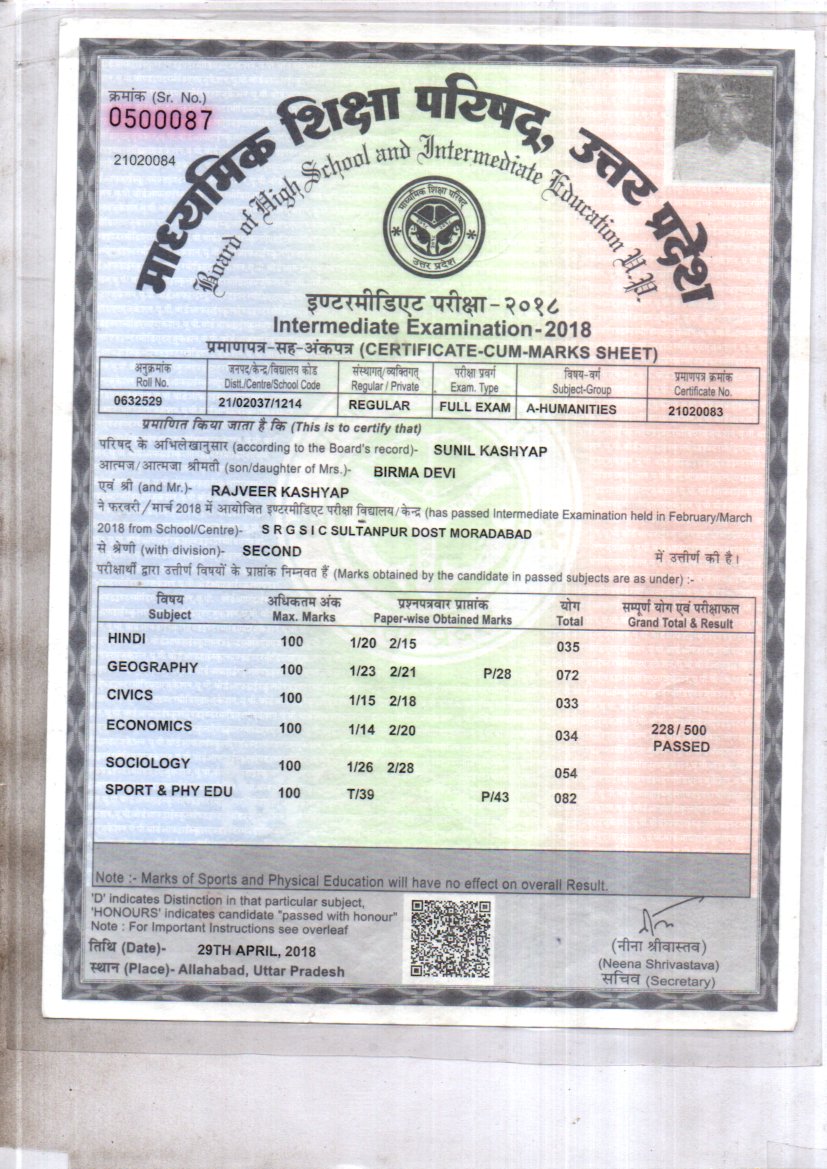 क्रमांक (Sr. No.)
0500087
21020084
माध्यमिक शिक्षा परिषद्, उत्तर प्रदेश
Board of High School and Intermediate Education U.P.
माध्यमिक शिक्षा परिषद्
उत्तर प्रदेश
इण्टरमीडिएट परीक्षा - २०१८
Intermediate Examination - 2018
प्रमाणपत्र-सह-अंकपत्र (CERTIFICATE-CUM-MARKS SHEET)
अनुक्रमांक जनपद/केन्द्र/विद्यालय कोड संस्थागत/व्यक्तिगत परीक्षा प्रवर्ग विषय-वर्ग प्रमाणपत्र क्रमांक
Roll No. Distt./Centre/School Code Regular / Private Exam. Type Subject-Group Certificate No.
0632529 21/02037/1214 REGULAR FULL EXAM A-HUMANITIES 21020083
प्रमाणित किया जाता है कि (This is to certify that)
परिषद् के अभिलेखानुसार (according to the Board's record)- SUNIL KASHYAP
आत्मज/आत्मजा श्रीमती (son/daughter of Mrs.)- BIRMA DEVI
एवं श्री (and Mr.)- RAJVEER KASHYAP
ने फरवरी/मार्च 2018 में आयोजित इण्टरमीडिएट परीक्षा विद्यालय/केन्द्र (has passed Intermediate Examination held in February/March
2018 from School/Centre)- S R G S I C SULTANPUR DOST MORADABAD
से श्रेणी (with division)- SECOND में उत्तीर्ण की है।
परीक्षार्थी द्वारा उत्तीर्ण विषयों के प्राप्तांक निम्नवत हैं (Marks obtained by the candidate in passed subjects are as under) :-
विषय अधिकतम अंक प्रश्नपत्रवार प्राप्तांक योग सम्पूर्ण योग एवं परीक्षाफल
Subject Max. Marks Paper-wise Obtained Marks Total Grand Total & Result
HINDI 100 1/20 2/15 035
GEOGRAPHY 100 1/23 2/21 P/28 072
CIVICS 100 1/15 2/18 033
ECONOMICS 100 1/14 2/20 034 228/ 500
PASSED
SOCIOLOGY 100 1/26 2/28 054
SPORT & PHY EDU 100 T/39 P/43 082
Note :- Marks of Sports and Physical Education will have no effect on overall Result.
'D' indicates Distinction in that particular subject,
'HONOURS' indicates candidate "passed with honour"
Note : For Important Instructions see overleaf
तिथि (Date)- 29TH APRIL, 2018
स्थान (Place)- Allahabad, Uttar Pradesh
(नीना श्रीवास्तव)
(Neena Shrivastava)
सचिव (Secretary)